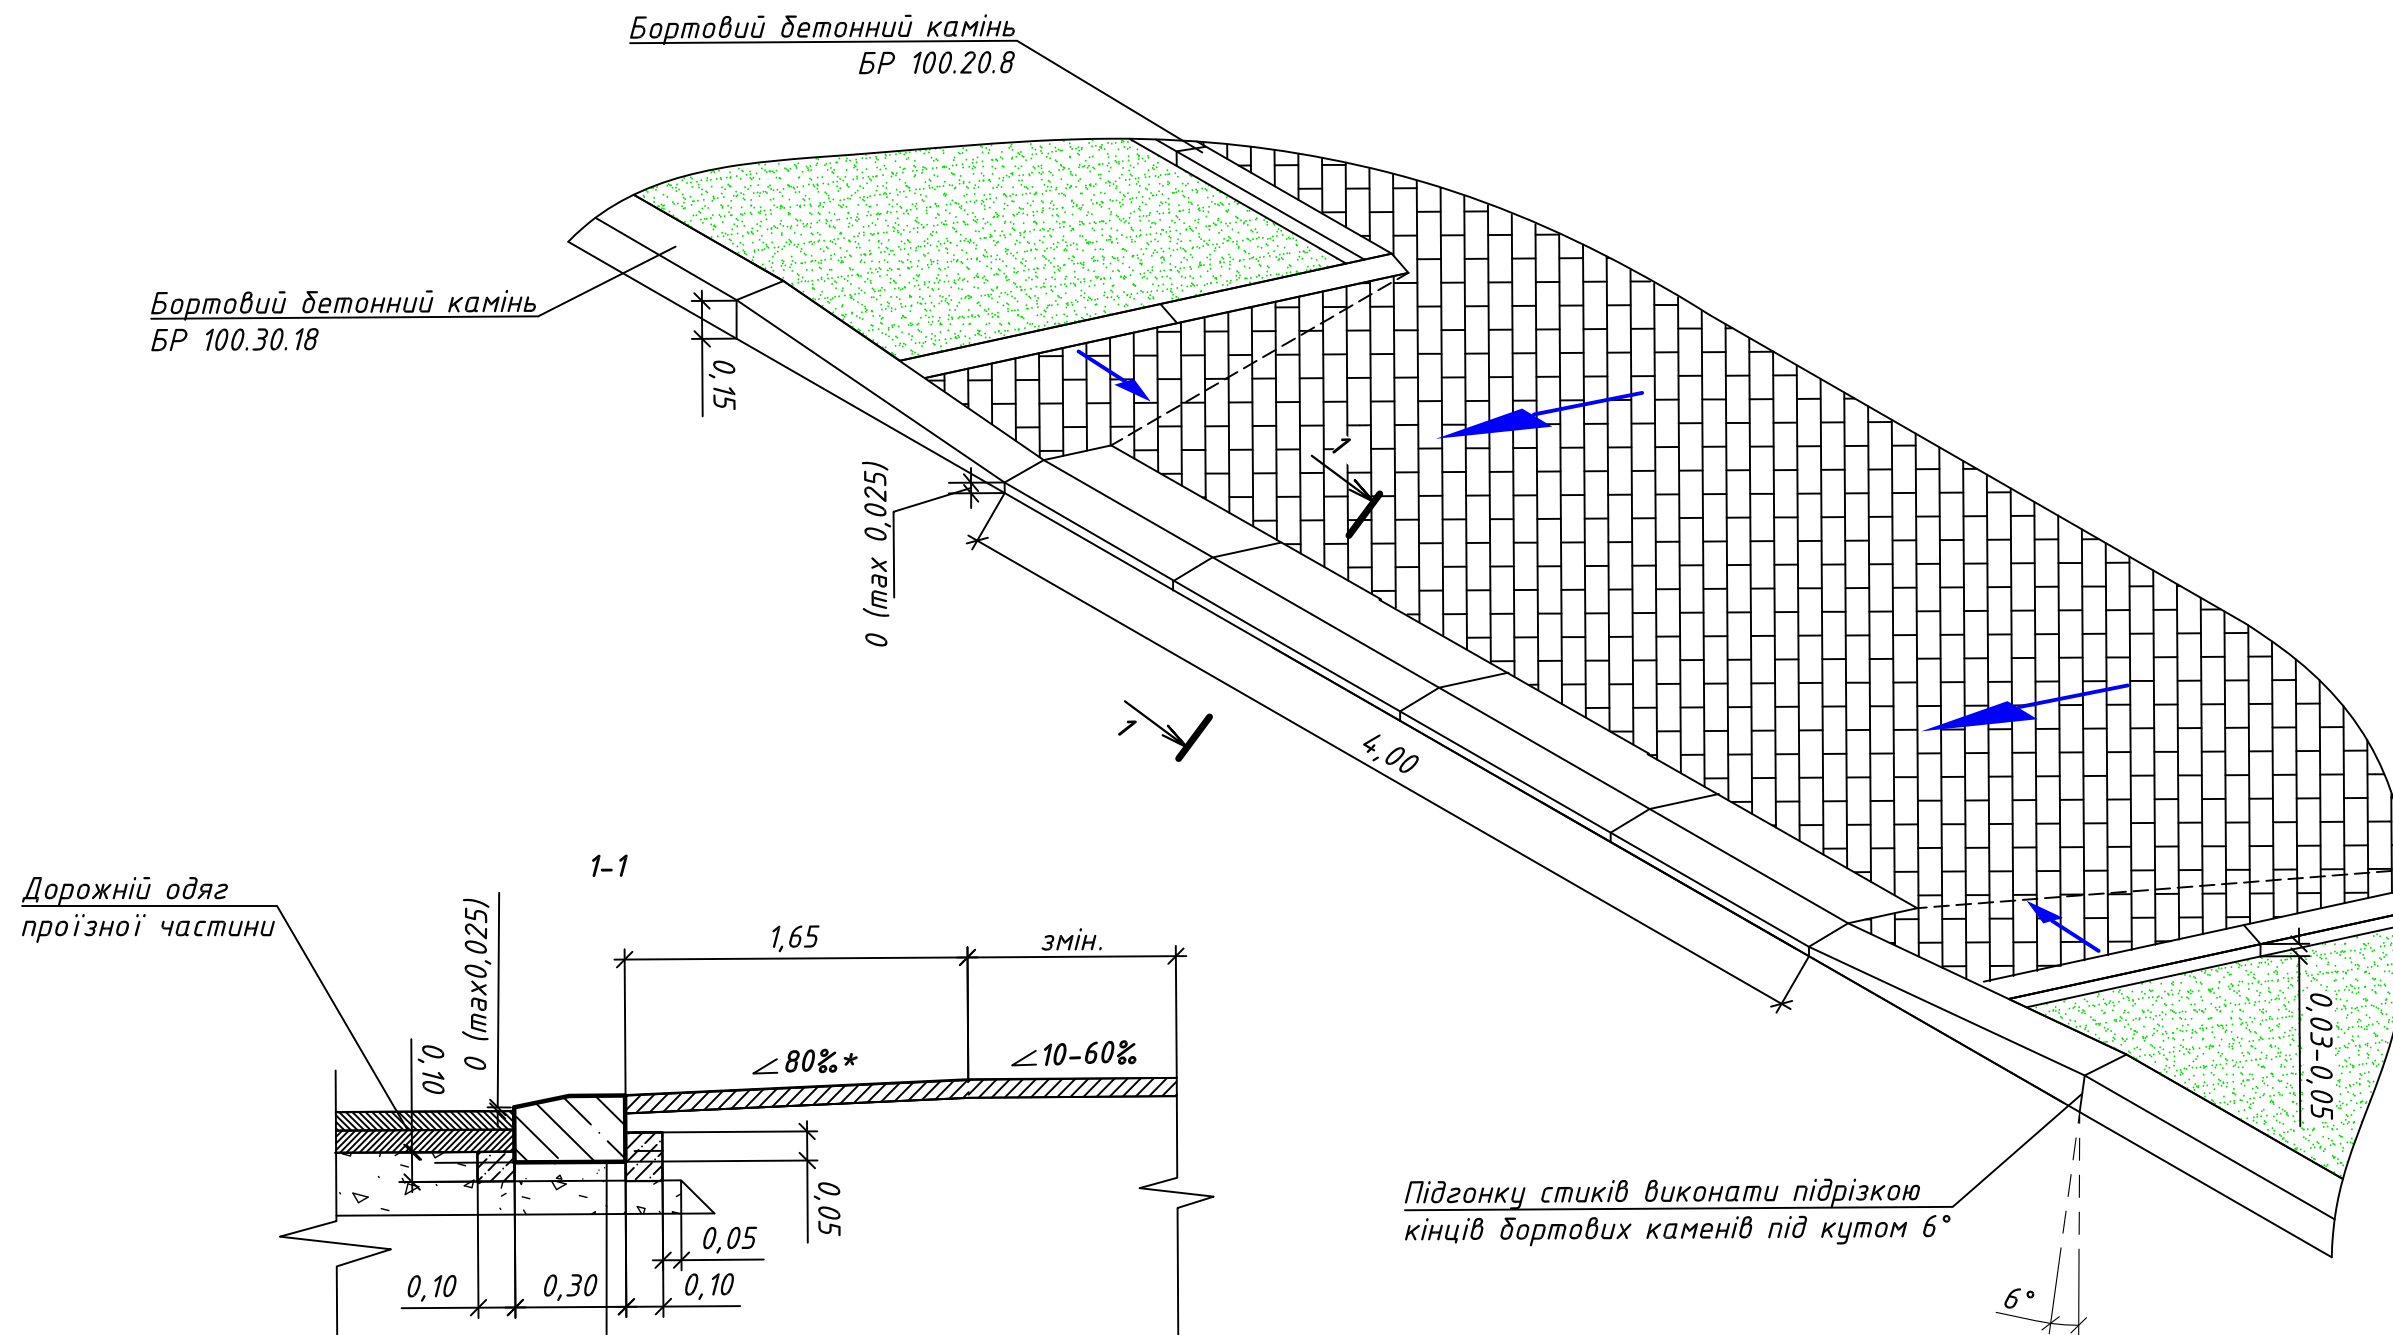 Бортовий бетонний камінь
БР 100.20.8
Бортовий бетонний камінь
БР 100.30.18
0,15
0 (max 0,025)
1
1
4,00
0,03-0,05
1-1
Дорожній одяг
проїзної частини
0 (max0,025)
0,10
1,65
змін.
∠80‰*
∠10-60‰
0,05
0,05
0,10
0,30
0,10
Підгонку стиків виконати підрізкою
кінців бортових каменів під кутом 6°
6°